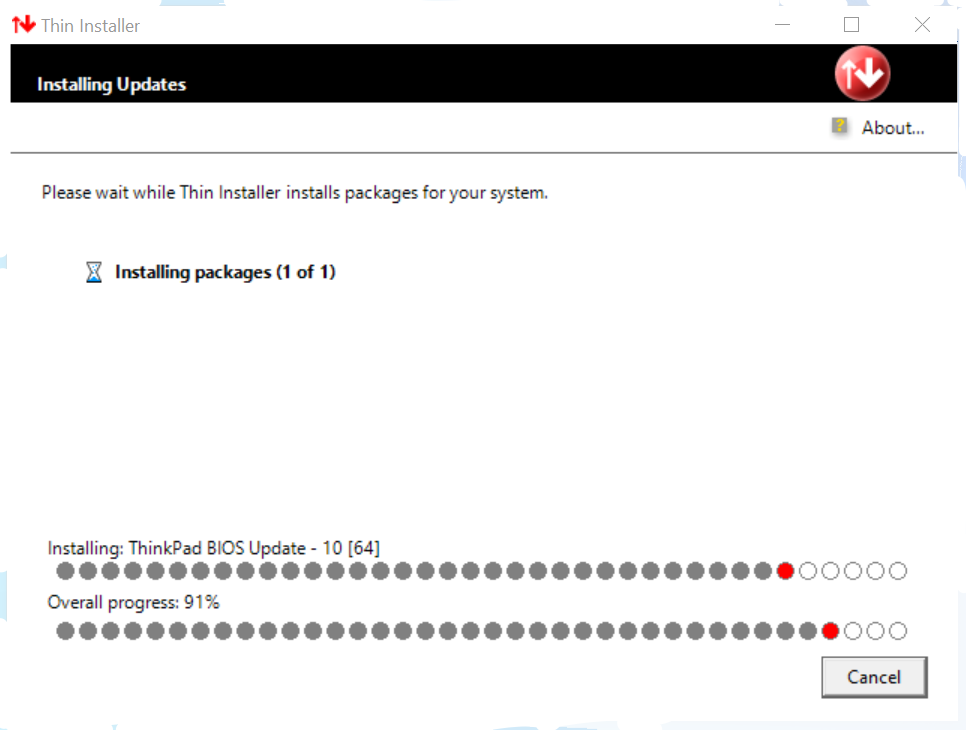 Thin Installer
Installing Updates
About...
Please wait while Thin Installer installs packages for your system.
Installing packages (1 of 1)
Installing: ThinkPad BIOS Update - 10 [64]
Overall progress: 91%
Cancel